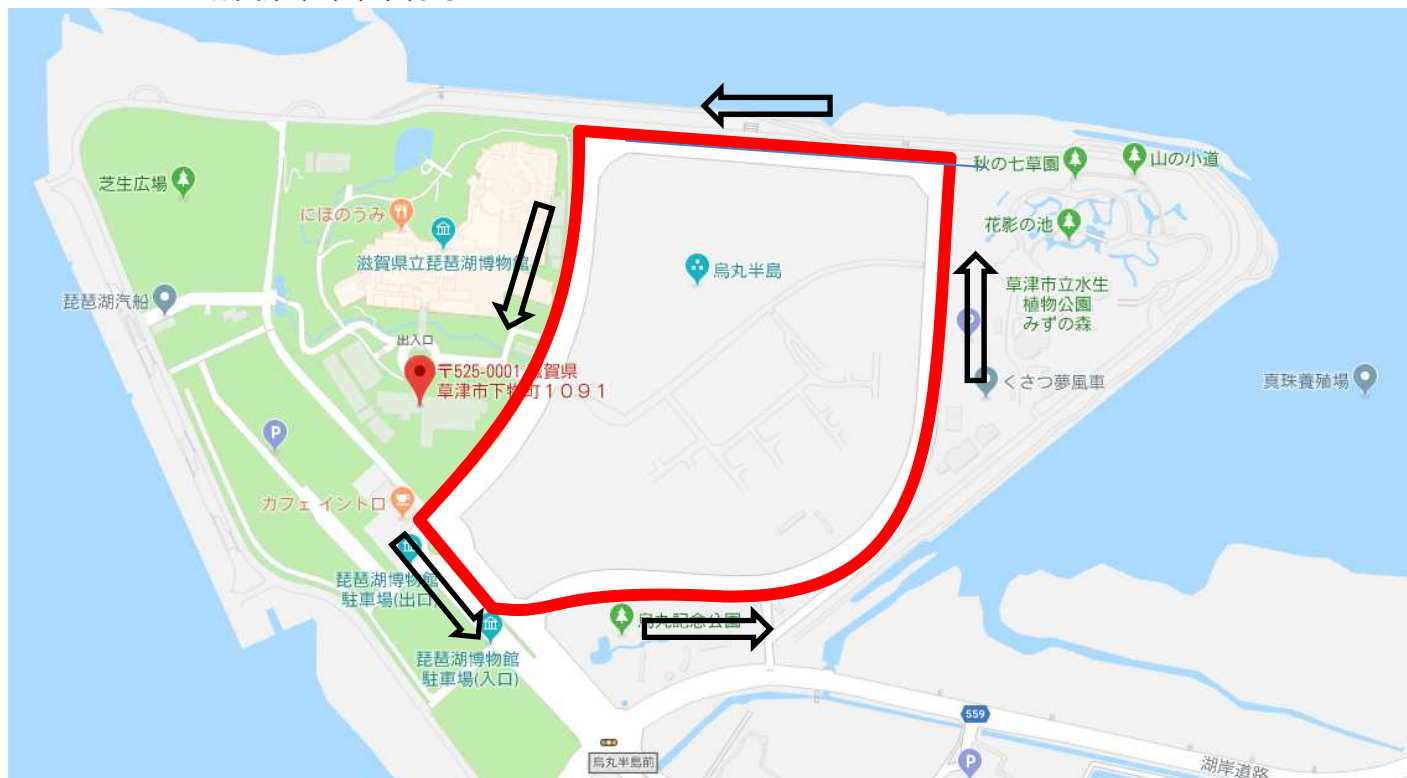 秋の七草園
山の小道
芝生広場
にほのうみ
花影の池
滋賀県立琵琶湖博物館
烏丸半島
草津市立水生
植物公園
みずの森
琵琶湖汽船
出入口
〒525-0001 滋賀県
草津市下物町1091
くさつ夢風車
真珠養殖場
P
P
カフェ イントロ
琵琶湖博物館
駐車場(出口)
烏丸記念公園
琵琶湖博物館
駐車場(入口)
559
烏丸半島前
P
湖岸道路